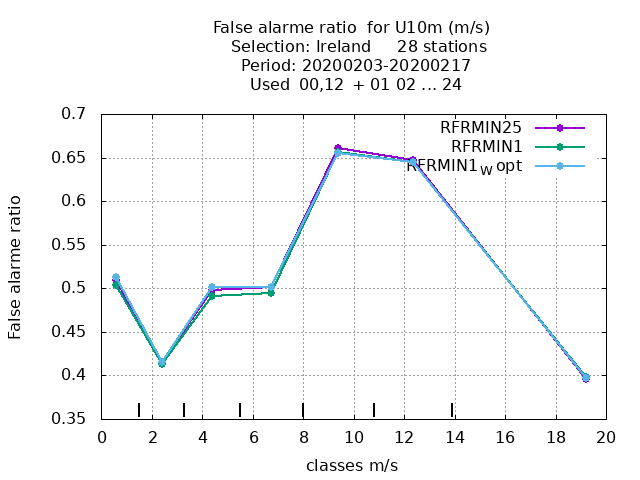 False alarme ratio  for U10m (m/s)
Selection: Ireland     28 stations
Period: 20200203-20200217
Used  00,12  + 01 02 ... 24
RFRMIN25
RFRMIN1
RFRMIN1W opt
0.7
0.65
0.6
0.55
0.5
0.45
0.4
0.35
False alarme ratio
0 2 4 6 8 10 12 14 16 18 20
classes m/s